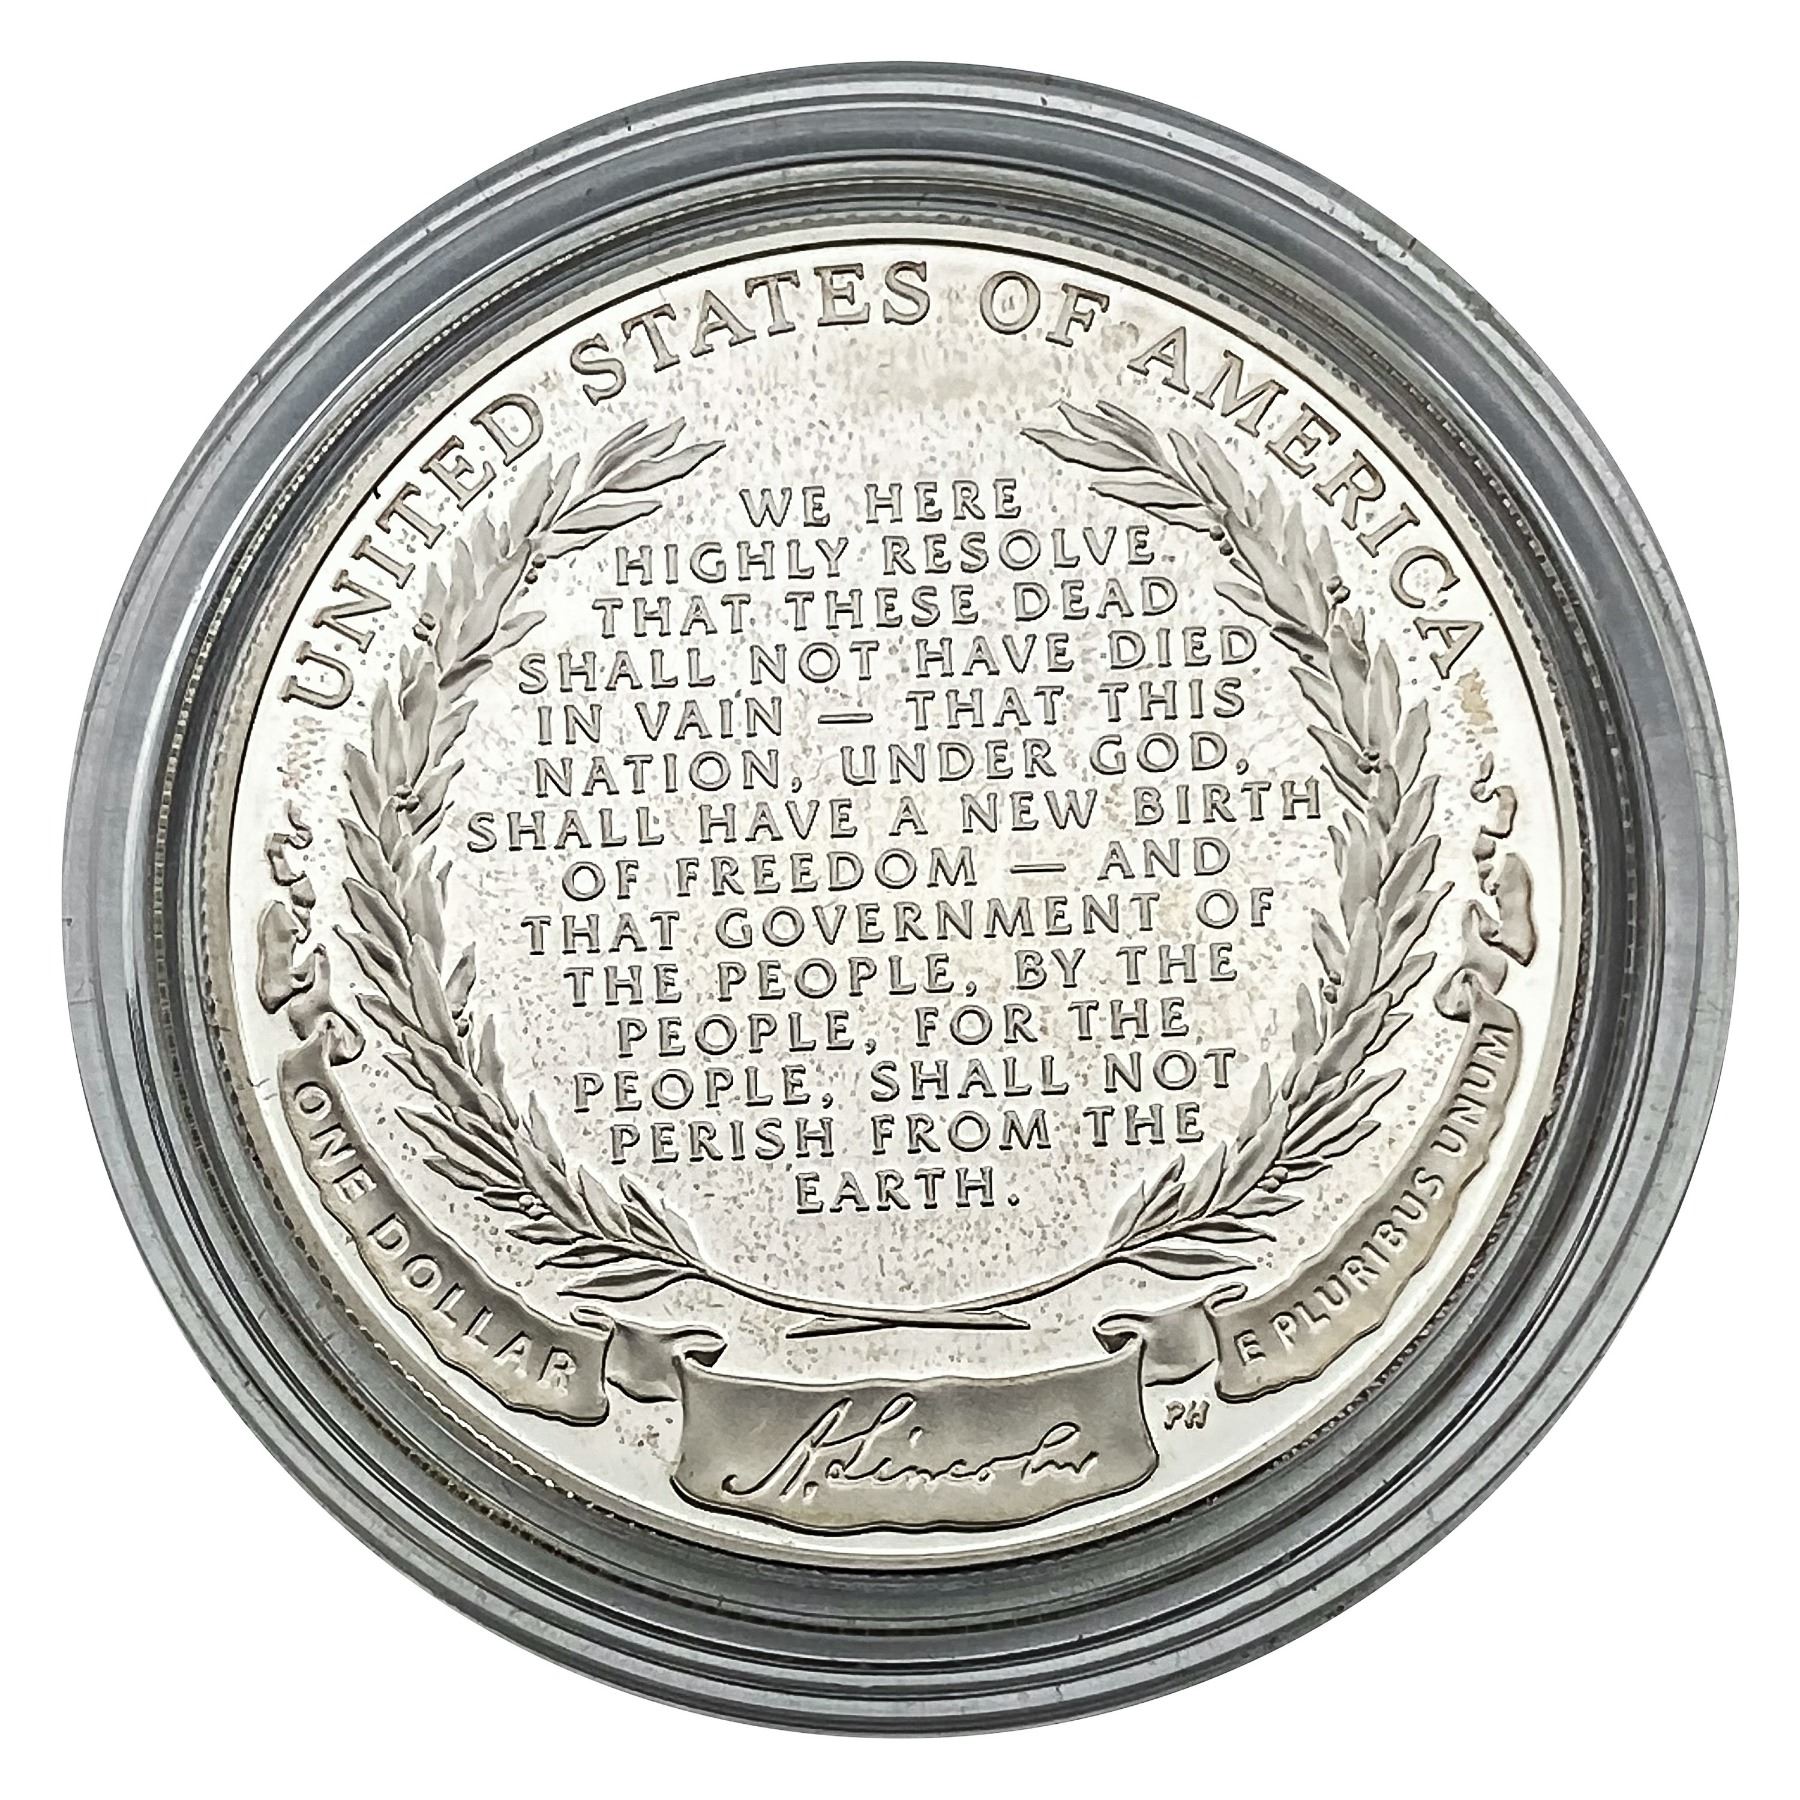 UNITED STATES OF AMERICA
WE HERE
HIGHLY RESOLVE
THAT THESE DEAD
SHALL NOT HAVE DIED
IN VAIN — THAT THIS
NATION, UNDER GOD,
SHALL HAVE A NEW BIRTH
OF FREEDOM — AND
THAT GOVERNMENT OF
THE PEOPLE, BY THE
PEOPLE, FOR THE
PEOPLE, SHALL NOT
PERISH FROM THE
EARTH.
ONE DOLLAR
A. Lincoln
PH
E PLURIBUS UNUM